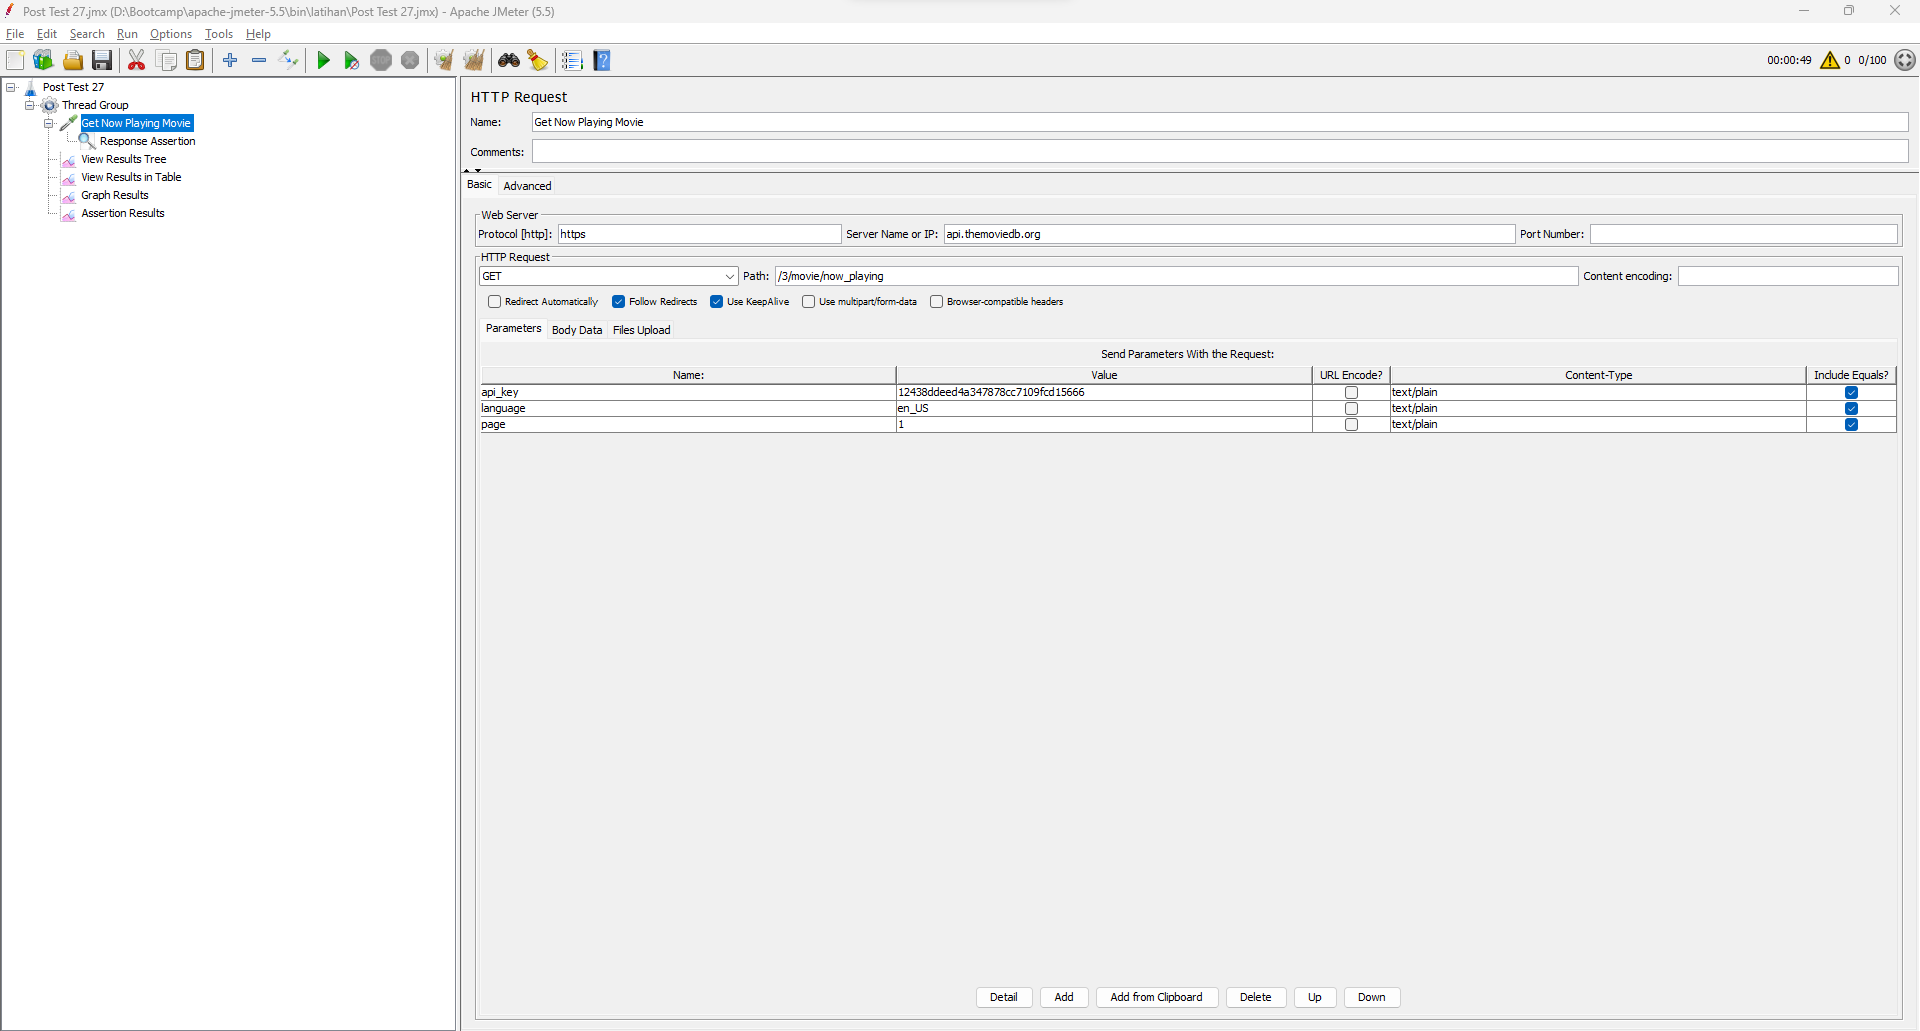 Post Test 27.jmx (D:\Bootcamp\apache-jmeter-5.5\bin\latihan\Post Test 27.jmx) - Apache JMeter (5.5)
File Edit Search Run Options Tools Help
STOP
00:00:49 0 0/100
Post Test 27
Thread Group
Get Now Playing Movie
Response Assertion
View Results Tree
View Results in Table
Graph Results
Assertion Results
HTTP Request
Name: Get Now Playing Movie
Comments:
Basic Advanced
Web Server
Protocol [http]: https Server Name or IP: api.themoviedb.org Port Number:
HTTP Request
GET Path: /3/movie/now_playing Content encoding:
Redirect Automatically Follow Redirects Use KeepAlive Use multipart/form-data Browser-compatible headers
Parameters Body Data Files Upload
Send Parameters With the Request:
Name: Value URL Encode? Content-Type Include Equals?
api_key 12438ddeed4a347878cc7109fcd15666 text/plain
language en_US text/plain
page 1 text/plain
Detail Add Add from Clipboard Delete Up Down